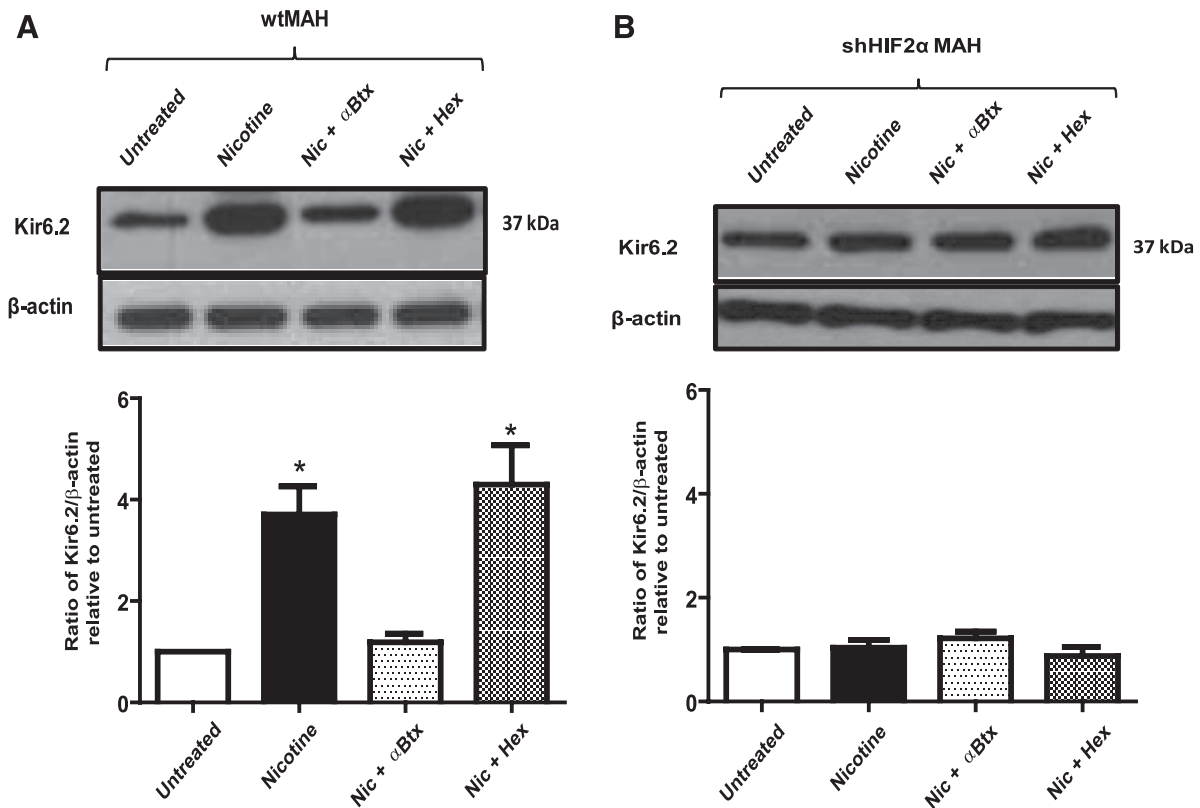 A
wtMAH
Untreated
Nicotine
Nic + αBtx
Nic + Hex
Kir6.2
37 kDa
β-actin
Ratio of Kir6.2/β-actin
relative to untreated
6
4
2
0
*
*
Untreated
Nicotine
Nic + αBtx
Nic + Hex
B
shHIF2α MAH
Untreated
Nicotine
Nic + αBtx
Nic + Hex
Kir6.2
37 kDa
β-actin
Ratio of Kir6.2/β-actin
relative to untreated
6
4
2
0
Untreated
Nicotine
Nic + αBtx
Nic + Hex